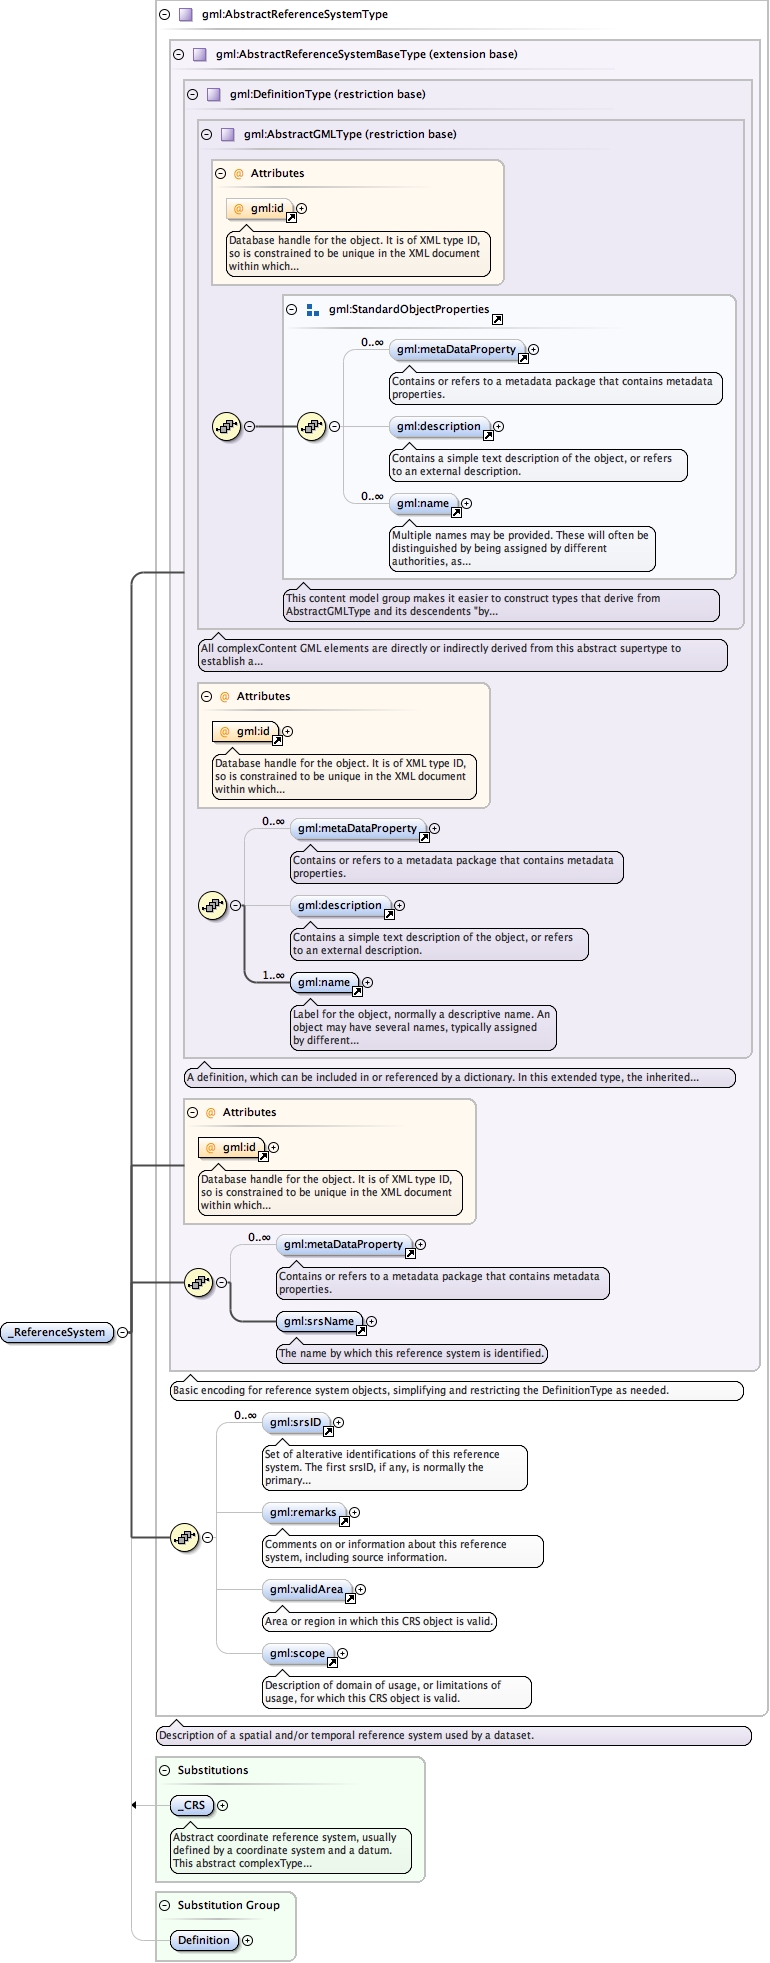 gml:AbstractReferenceSystemType
gml:AbstractReferenceSystemBaseType (extension base)
gml:DefinitionType (restriction base)
gml:AbstractGMLType (restriction base)
@ Attributes
@ gml:id
Database handle for the object. It is of XML type ID,
so is constrained to be unique in the XML document
within which...
gml:StandardObjectProperties
0..∞
gml:metaDataProperty
Contains or refers to a metadata package that contains metadata
properties.
gml:description
Contains a simple text description of the object, or refers
to an external description.
0..∞
gml:name
Multiple names may be provided. These will often be
distinguished by being assigned by different
authorities, as...
This content model group makes it easier to construct types that derive from
AbstractGMLType and its descendents "by...
All complexContent GML elements are directly or indirectly derived from this abstract supertype to
establish a...
@ Attributes
@ gml:id
Database handle for the object. It is of XML type ID,
so is constrained to be unique in the XML document
within which...
0..∞
gml:metaDataProperty
Contains or refers to a metadata package that contains metadata
properties.
gml:description
Contains a simple text description of the object, or refers
to an external description.
1..∞
gml:name
Label for the object, normally a descriptive name. An
object may have several names, typically assigned
by different...
A definition, which can be included in or referenced by a dictionary. In this extended type, the inherited...
@ Attributes
@ gml:id
Database handle for the object. It is of XML type ID,
so is constrained to be unique in the XML document
within which...
0..∞
gml:metaDataProperty
Contains or refers to a metadata package that contains metadata
properties.
gml:srsName
The name by which this reference system is identified.
_ReferenceSystem
Basic encoding for reference system objects, simplifying and restricting the DefinitionType as needed.
0..∞
gml:srsID
Set of alterative identifications of this reference
system. The first srsID, if any, is normally the
primary...
gml:remarks
Comments on or information about this reference
system, including source information.
gml:validArea
Area or region in which this CRS object is valid.
gml:scope
Description of domain of usage, or limitations of
usage, for which this CRS object is valid.
Description of a spatial and/or temporal reference system used by a dataset.
Substitutions
_CRS
Abstract coordinate reference system, usually
defined by a coordinate system and a datum.
This abstract complexType...
Substitution Group
Definition